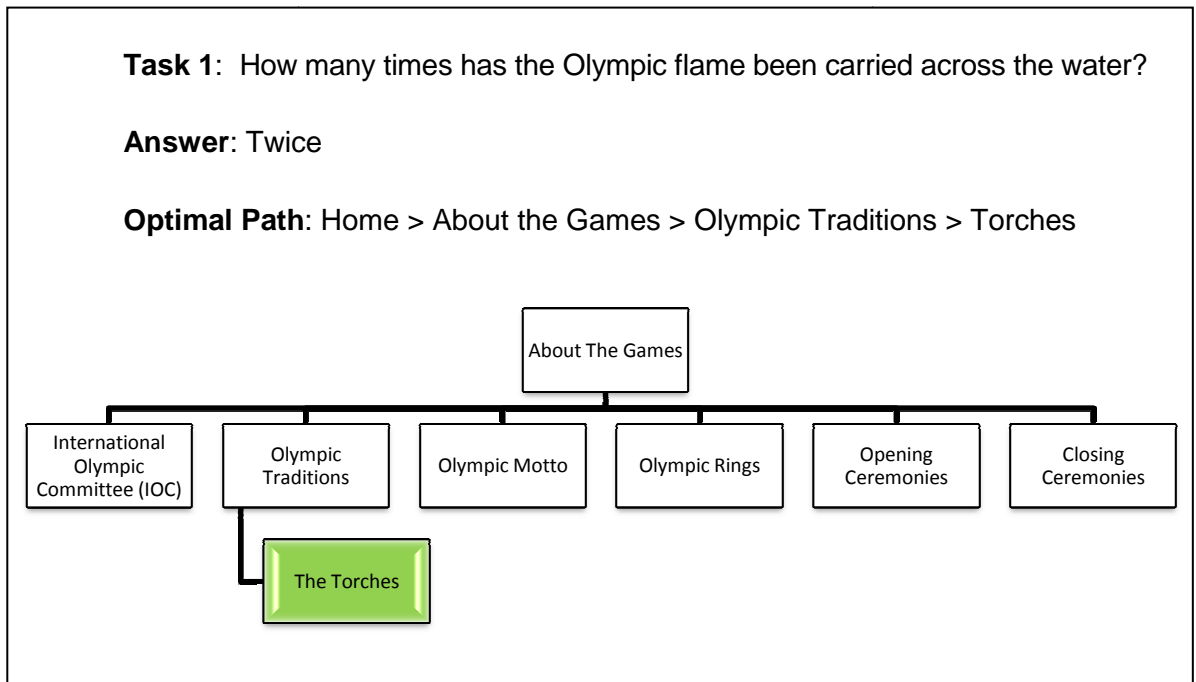 Task 1: How many times has the Olympic flame been carried across the water?
Answer: Twice
Optimal Path: Home > About the Games > Olympic Traditions > Torches
About The Games
International
Olympic
Committee (IOC)
Olympic
Traditions
Olympic Motto
Olympic Rings
Opening
Ceremonies
Closing
Ceremonies
The Torches